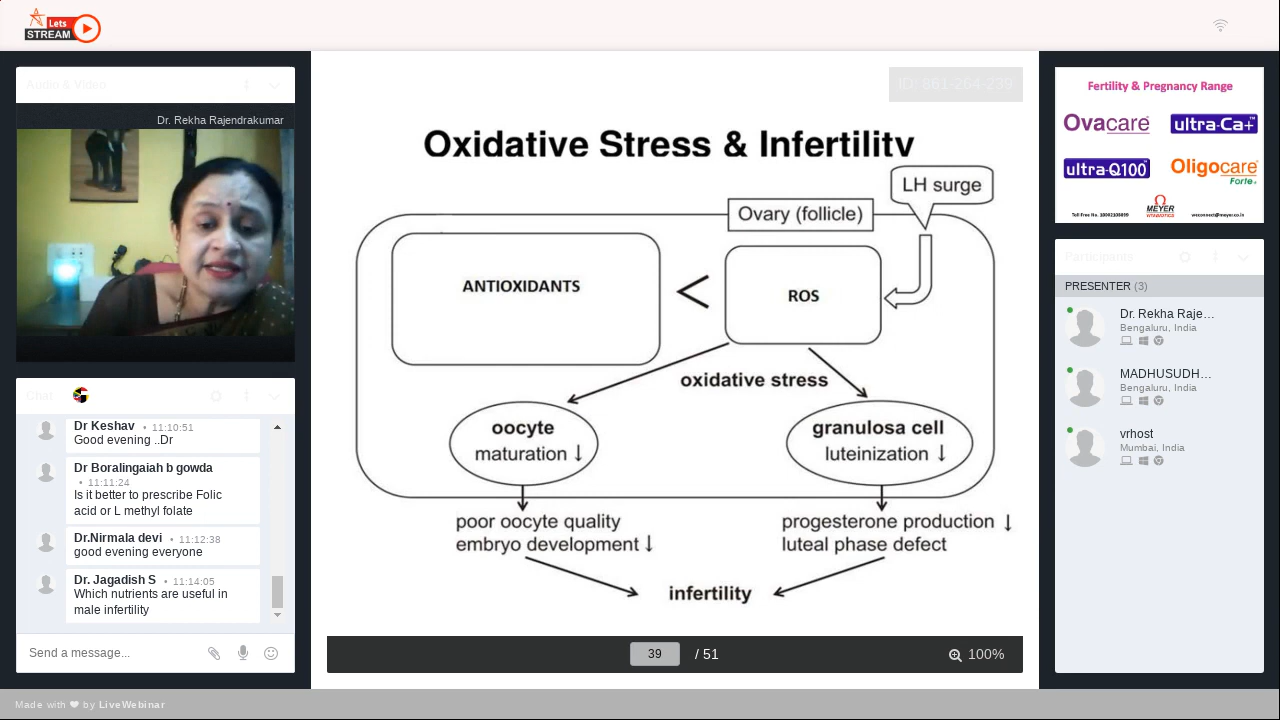 Lets
STREAM
Audio & Video
Dr. Rekha Rajendrakumar
Chat
Dr Keshav • 11:10:51
Good evening ..Dr
Dr Boralingaiah b gowda
• 11:11:24
Is it better to prescribe Folic
acid or L methyl folate
Dr.Nirmala devi • 11:12:38
good evening everyone
Dr. Jagadish S • 11:14:05
Which nutrients are useful in
male infertility
Send a message...
ID: 861-204-239
Oxidative Stress & Infertility
LH surge
Ovary (follicle)
ANTIOXIDANTS
<
ROS
oxidative stress
oocyte
maturation ↓
granulosa cell
luteinization ↓
poor oocyte quality
embryo development ↓
progesterone production ↓
luteal phase defect
infertility
39 / 51
100%
Fertility & Pregnancy Range
Ovacare
ultra-Ca+
ultra-Q100
Oligocare
Forte
MEYER
VITABIOTICS
weconnect@meyer.co.in
Participants
PRESENTER (3)
Dr. Rekha Raje...
Bengaluru, India
MADHUSUDH...
Bengaluru, India
vrhost
Mumbai, India
Made with ♥ by LiveWebinar